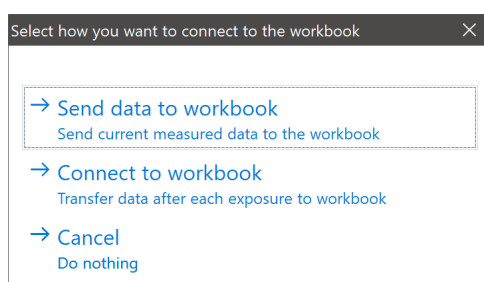 Select how you want to connect to the workbook
Send data to workbook
Send current measured data to the workbook
Connect to workbook
Transfer data after each exposure to workbook
Cancel
Do nothing